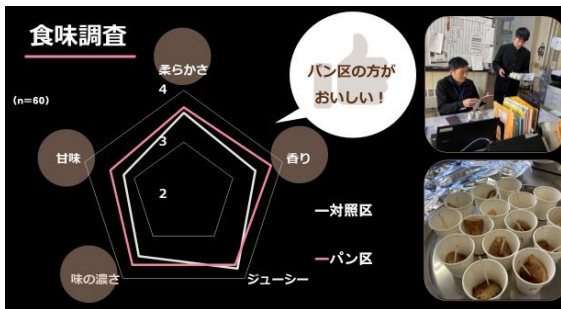 食味調査
(n=60)
柔らかさ
4
3
2
甘味
香り
味の濃さ
ジューシー
パン区の方が
おいしい！
対照区
パン区